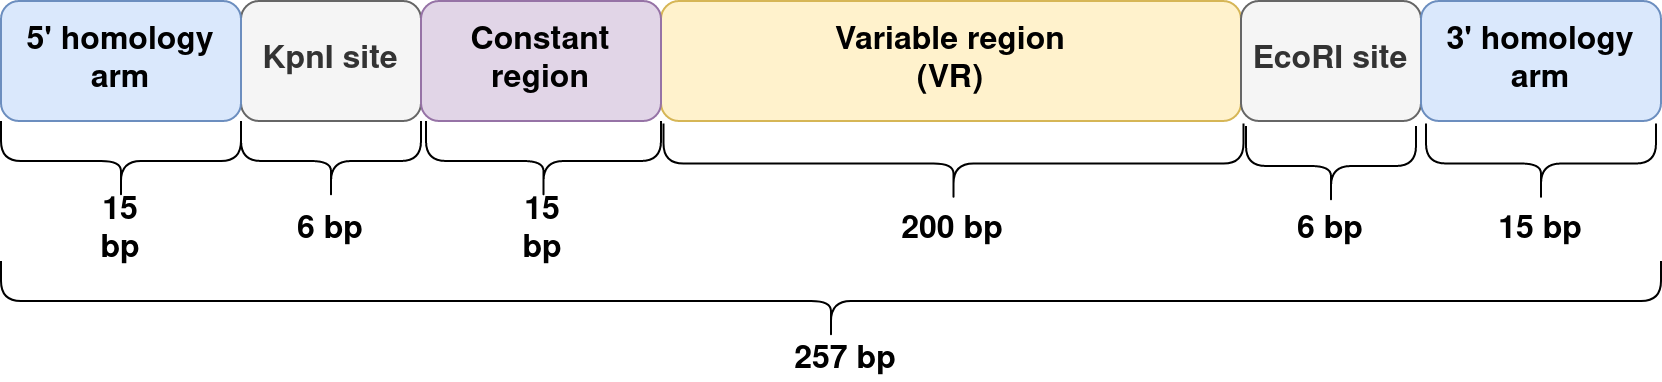 5' homology
arm
KpnI site
Constant
region
Variable region
(VR)
EcoRI site
3' homology
arm
15
bp
6 bp
15
bp
200 bp
6 bp
15 bp
257 bp